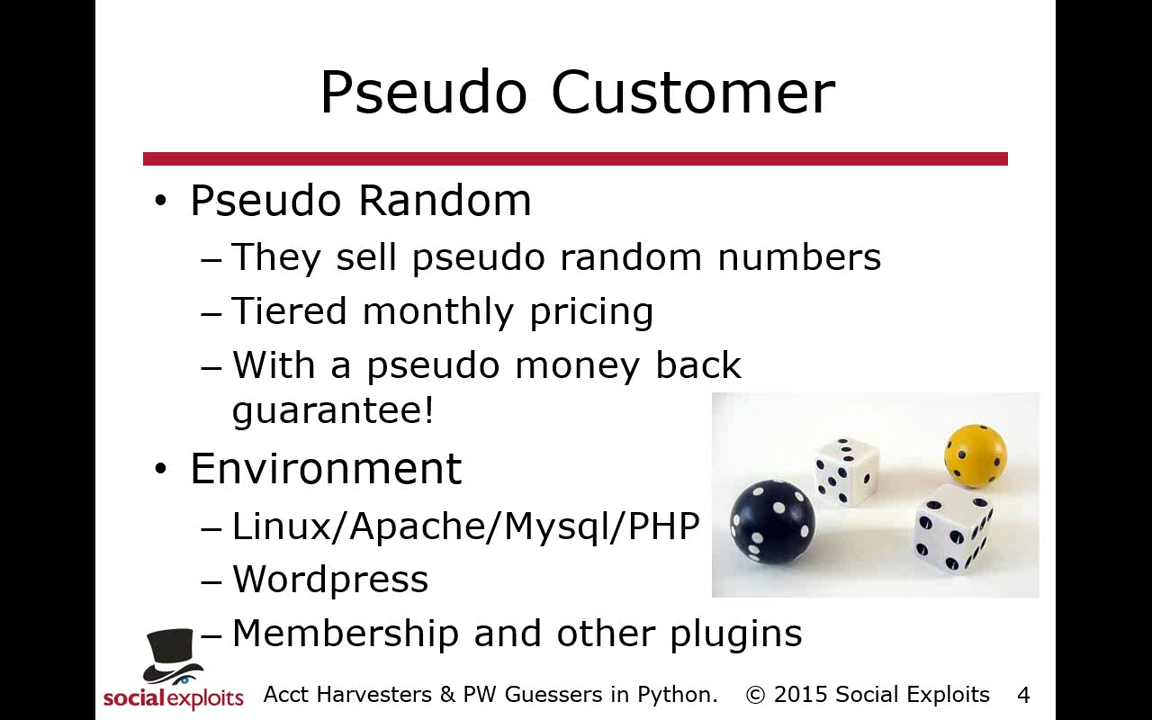 Pseudo Customer
• Pseudo Random
– They sell pseudo random numbers
– Tiered monthly pricing
– With a pseudo money back
guarantee!
• Environment
– Linux/Apache/Mysql/PHP
– Wordpress
– Membership and other plugins
socialexploits
Acct Harvesters & PW Guessers in Python. © 2015 Social Exploits 4